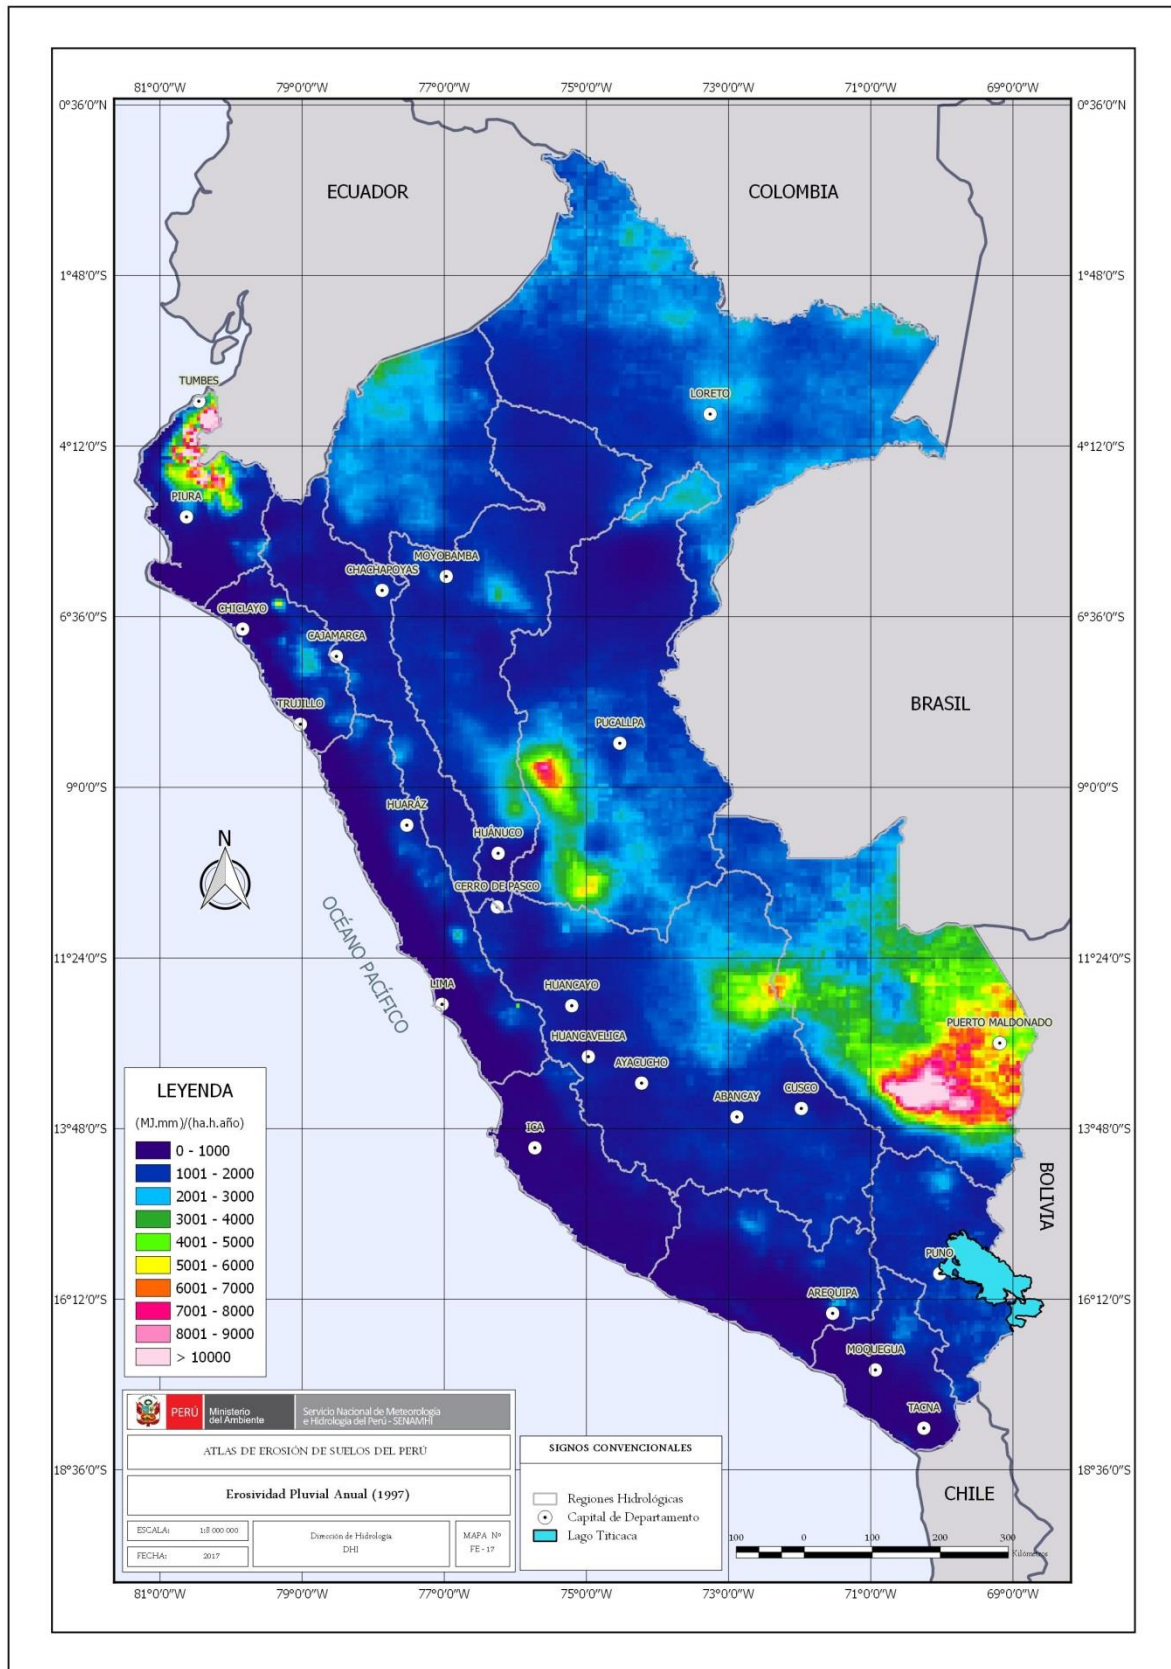 81°0'0"W 79°0'0"W 77°0'0"W 75°0'0"W 73°0'0"W 71°0'0"W 69°0'0"W
0°36'0"N 0°36'0"N
ECUADOR
COLOMBIA
1°48'0"S 1°48'0"S
TUMBES
LORETO
4°12'0"S 4°12'0"S
PIURA
MOYOBAMBA
CHACHAPOYAS
6°36'0"S 6°36'0"S
CHICLAYO
CAJAMARCA
TRUJILLO
BRASIL
PUCALLPA
9°0'0"S 9°0'0"S
HUARÁZ
N
HUÁNUCO
CERRO DE PASCO
OCÉANO PACÍFICO
11°24'0"S 11°24'0"S
LIMA
HUANCAYO
PUERTO MALDONADO
HUANCAVELICA
AYACUCHO
ABANCAY
CUSCO
13°48'0"S 13°48'0"S
ICA
BOLIVIA
PUNO
16°12'0"S 16°12'0"S
AREQUIPA
MOQUEGUA
TACNA
18°36'0"S 18°36'0"S
CHILE
LEYENDA
(MJ.mm)/(ha.h.año)
0 - 1000
1001 - 2000
2001 - 3000
3001 - 4000
4001 - 5000
5001 - 6000
6001 - 7000
7001 - 8000
8001 - 9000
> 10000
PERÚ
Ministerio
del Ambiente
Servicio Nacional de Meteorología
e Hidrología del Perú - SENAMHI
ATLAS DE EROSIÓN DE SUELOS DEL PERÚ
Erosividad Pluvial Anual (1997)
ESCALA: 1:8 000 000
FECHA: 2017
Dirección de Hidrología
DHI
MAPA Nº
FE - 17
SIGNOS CONVENCIONALES
Regiones Hidrológicas
Capital de Departamento
Lago Titicaca
100 0 100 200 300
Kilómetros
81°0'0"W 79°0'0"W 77°0'0"W 75°0'0"W 73°0'0"W 71°0'0"W 69°0'0"W